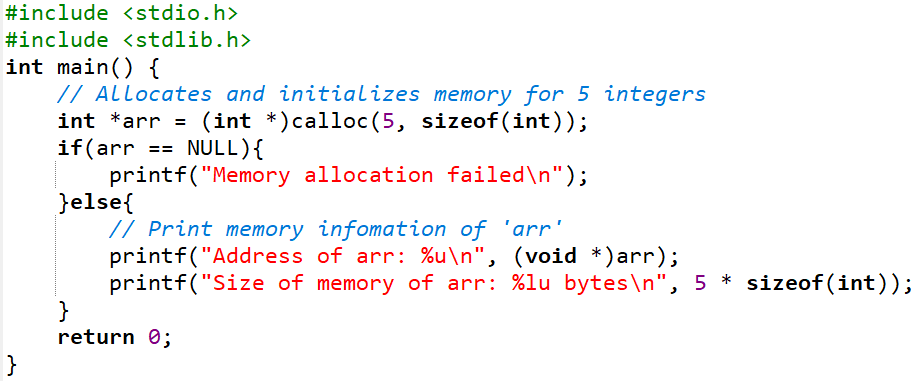 #include <stdio.h>
#include <stdlib.h>
int main() {
    // Allocates and initializes memory for 5 integers
    int *arr = (int *)calloc(5, sizeof(int));
    if(arr == NULL){
        printf("Memory allocation failed\n");
    }else{
        // Print memory infomation of 'arr'
        printf("Address of arr: %u\n", (void *)arr);
        printf("Size of memory of arr: %lu bytes\n", 5 * sizeof(int));
    }
    return 0;
}